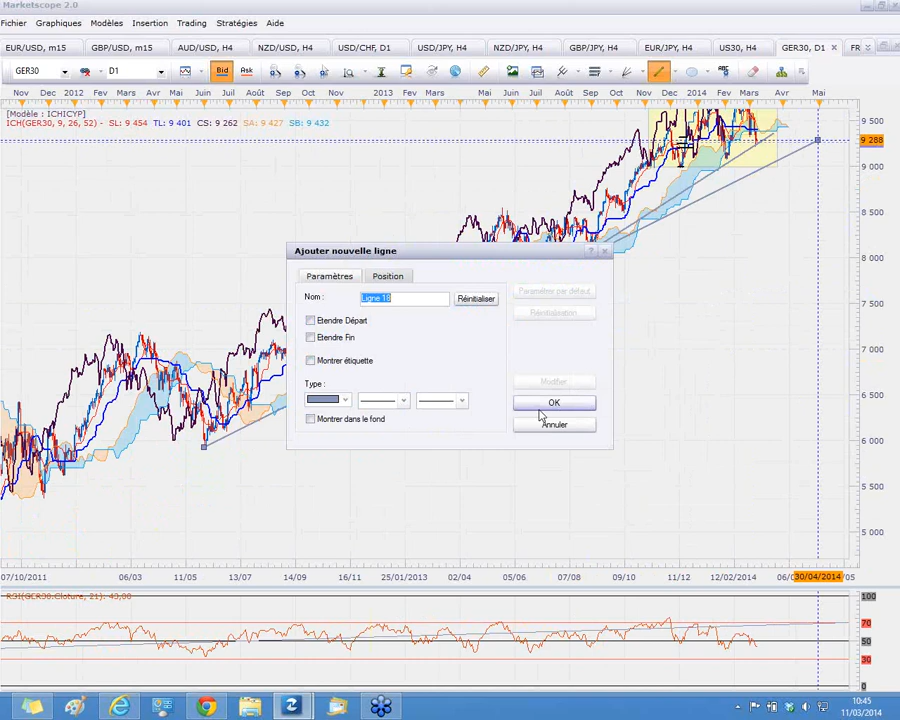 Marketscope 2.0
Fichier Graphiques Modèles Insertion Trading Stratégies Aide
EUR/USD, m15 GBP/USD, m15 AUD/USD, H4 NZD/USD, H4 USD/CHF, D1 USD/JPY, H4 NZD/JPY, H4 GBP/JPY, H4 EUR/JPY, H4 US30, H4 GER30, D1 FR
GER30 D1 Bid Ask ABC
Nov Dec 2012 Fev Mars Avr Mai Juin Juil Août Sep Oct Nov 2013 Fev Mars Mai Juin Juil Août Sep Oct Nov Dec 2014 Fev Mars Avr Mai
[Modèle : ICHICYP]
ICH(GER30, 9, 26, 52) - SL: 9 454 TL: 9 401 CS: 9 262 SA: 9 427 SB: 9 432
9 500
9 288
9 000
8 500
8 000
7 500
7 000
6 500
6 000
5 500
5 000
Ajouter nouvelle ligne
Paramètres Position
Nom : Ligne 18 Réinitialiser
Paramètres par défaut
Réinitialisation
Etendre Départ
Etendre Fin
Montrer étiquette
Type :
Montrer dans le fond
Modifier
OK
Annuler
07/10/2011 06/03 11/05 13/07 14/09 16/11 25/01/2013 02/04 05/06 07/08 09/10 11/12 12/02/2014 30/04/2014 /05
RSI(GER30.Cloture, 21): 43,00
100
70
50
30
0
10:45
11/03/2014